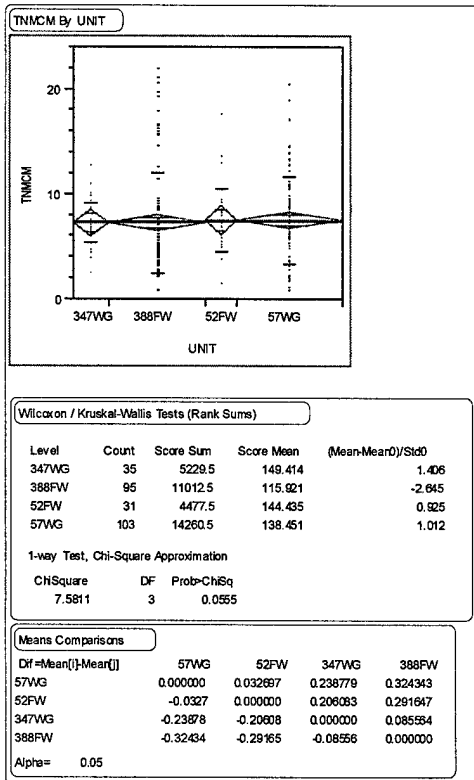 TNMCM By UNIT
20
TNMCM
10
0
347WG 388FW 52FW 57WG
UNIT
Wilcoxon / Kruskal-Wallis Tests (Rank Sums)
Level Count Score Sum Score Mean (Mean-Mean0)/Std0
347WG 35 5229.5 149.414 1.406
388FW 95 11012.5 115.921 -2.645
52FW 31 4477.5 144.435 0.925
57WG 103 14260.5 138.451 1.012
1-way Test, Chi-Square Approximation
ChiSquare DF Prob>ChiSq
7.5811 3 0.0555
Means Comparisons
Dif=Mean[i]-Mean[j] 57WG 52FW 347WG 388FW
57WG 0.000000 0.032697 0.238779 0.324343
52FW -0.0327 0.000000 0.206083 0.291647
347WG -0.23878 -0.20608 0.000000 0.085564
388FW -0.32434 -0.29165 -0.08556 0.000000
Alpha= 0.05